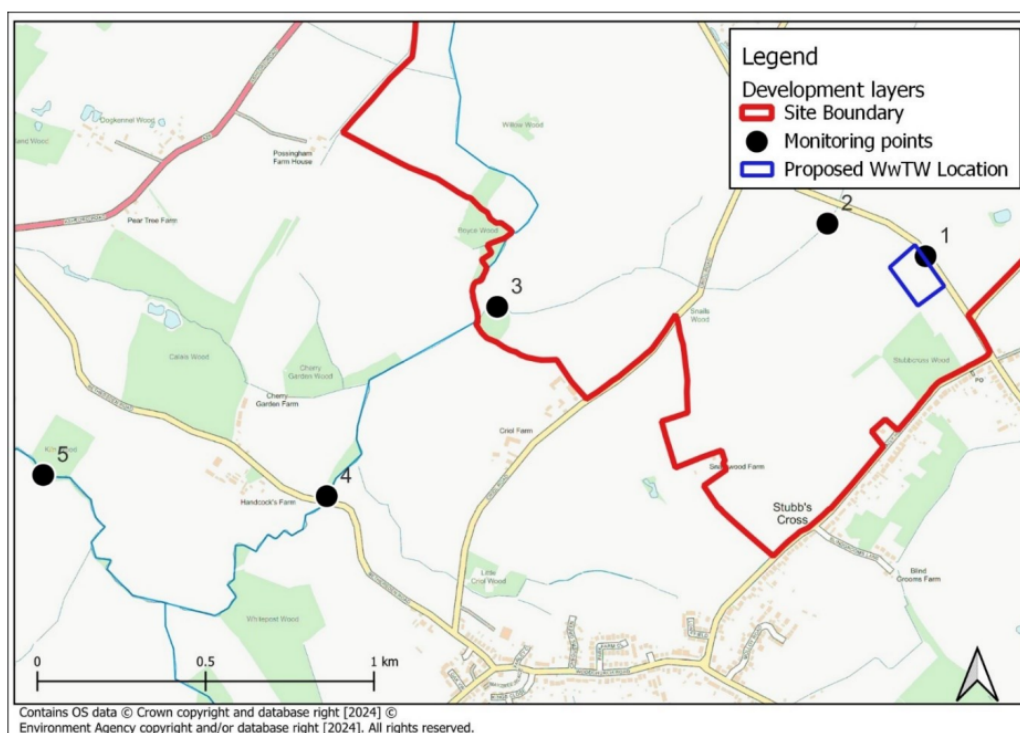 Legend
Development layers
Site Boundary
Monitoring points
Proposed WwTW Location
Dogkennel Wood
Wood
Willow Wood
Possingham
Farm House
Pear Tree Farm
Royce Wood
2
1
3
Snails
Wood
Stubbcross Wood
PO
Cables Wood
Cherry
Garden Wood
Cherry
Garden Farm
Criol Farm
5
4
Handcock's Farm
Stubb's
Cross
Blind
Grooms Farm
Little
Criol Wood
Whitepost Wood
0
0.5
1 km
Contains OS data © Crown copyright and database right [2024] ©
Environment Agency copyright and/or database right [2024]. All rights reserved.